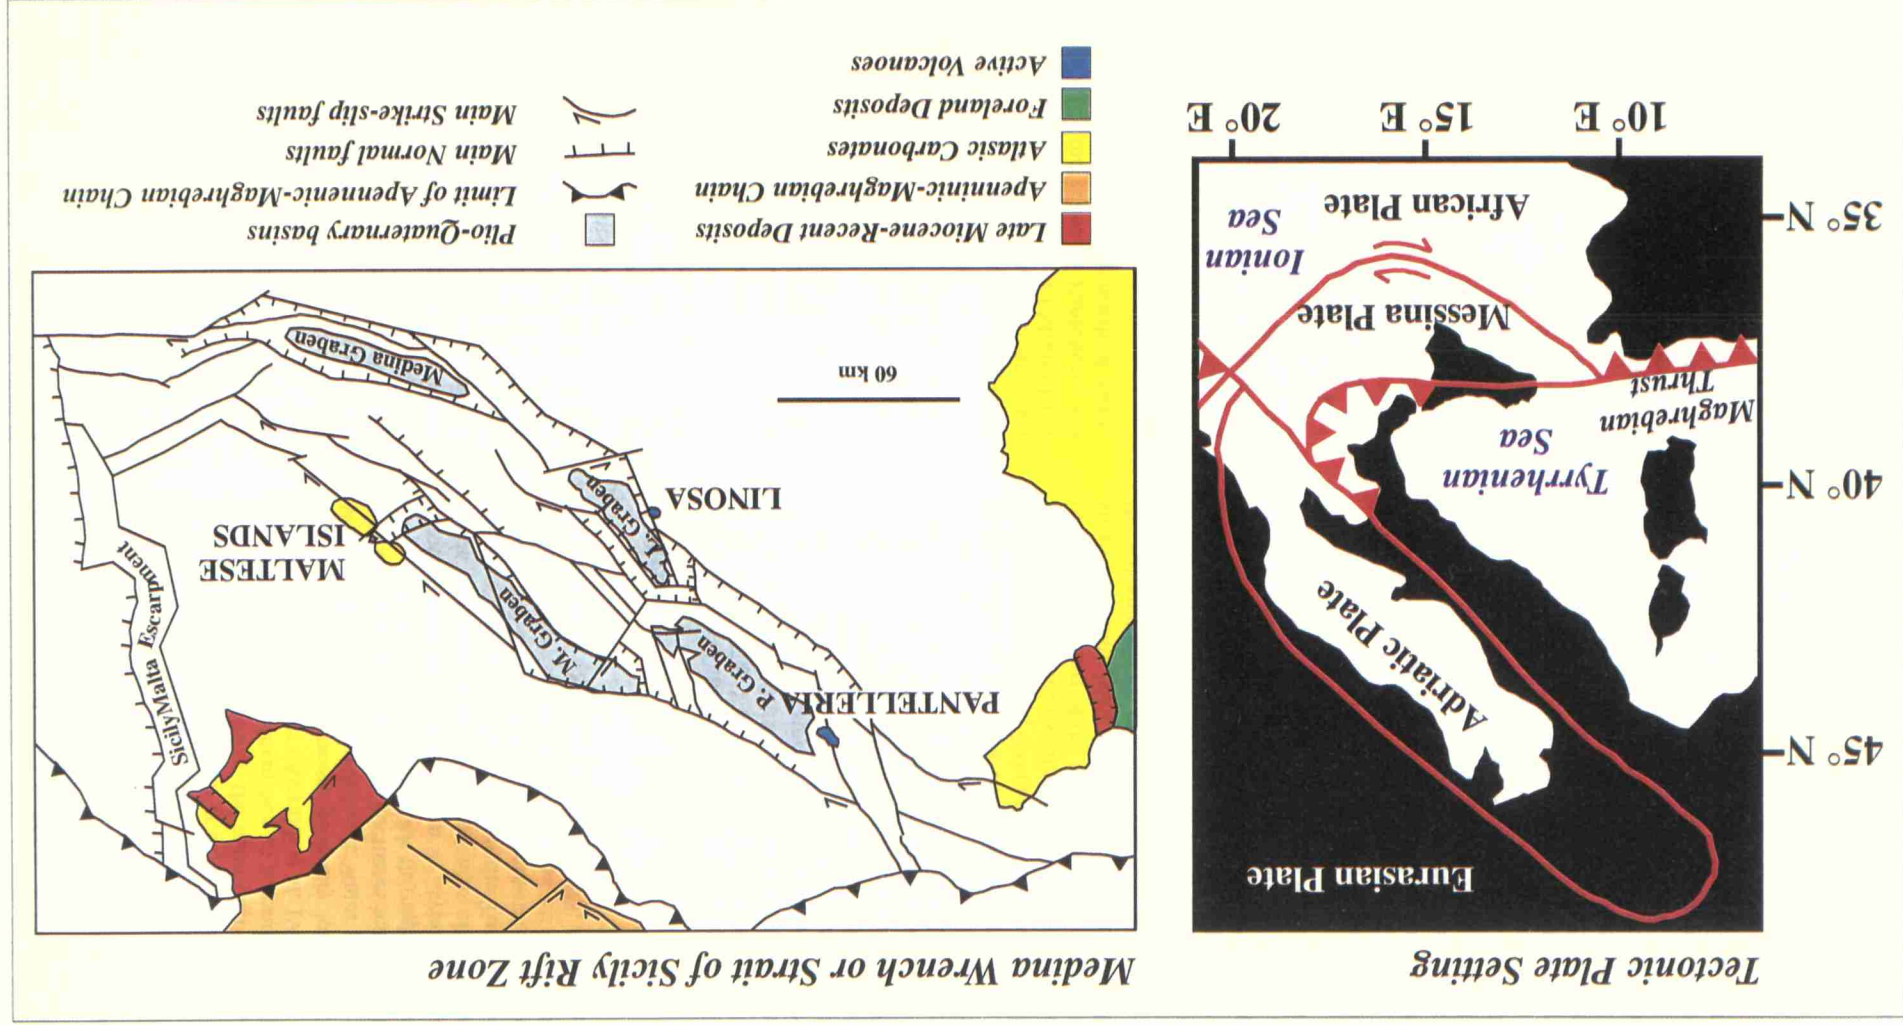 Tectonic Plate Setting
Eurasian Plate
Adriatic Plate
Tyrrhenian
Sea
Maghrebian
Thrust
Messina Plate
African Plate
Ionian
Sea
45° N
40° N
35° N
10° E
15° E
20° E
Medina Wrench or Strait of Sicily Rift Zone
PANTELLERIA
P. Graben
M. Graben
Sicily Malta Escarpment
MALTESE
ISLANDS
LINOSA
L. Graben
Medina Graben
60 km
Late Miocene-Recent Deposits
Apenninic-Maghrebian Chain
Atlasic Carbonates
Foreland Deposits
Active Volcanoes
Plio-Quaternary basins
Limit of Apennenic-Maghrebian Chain
Main Normal faults
Main Strike-slip faults